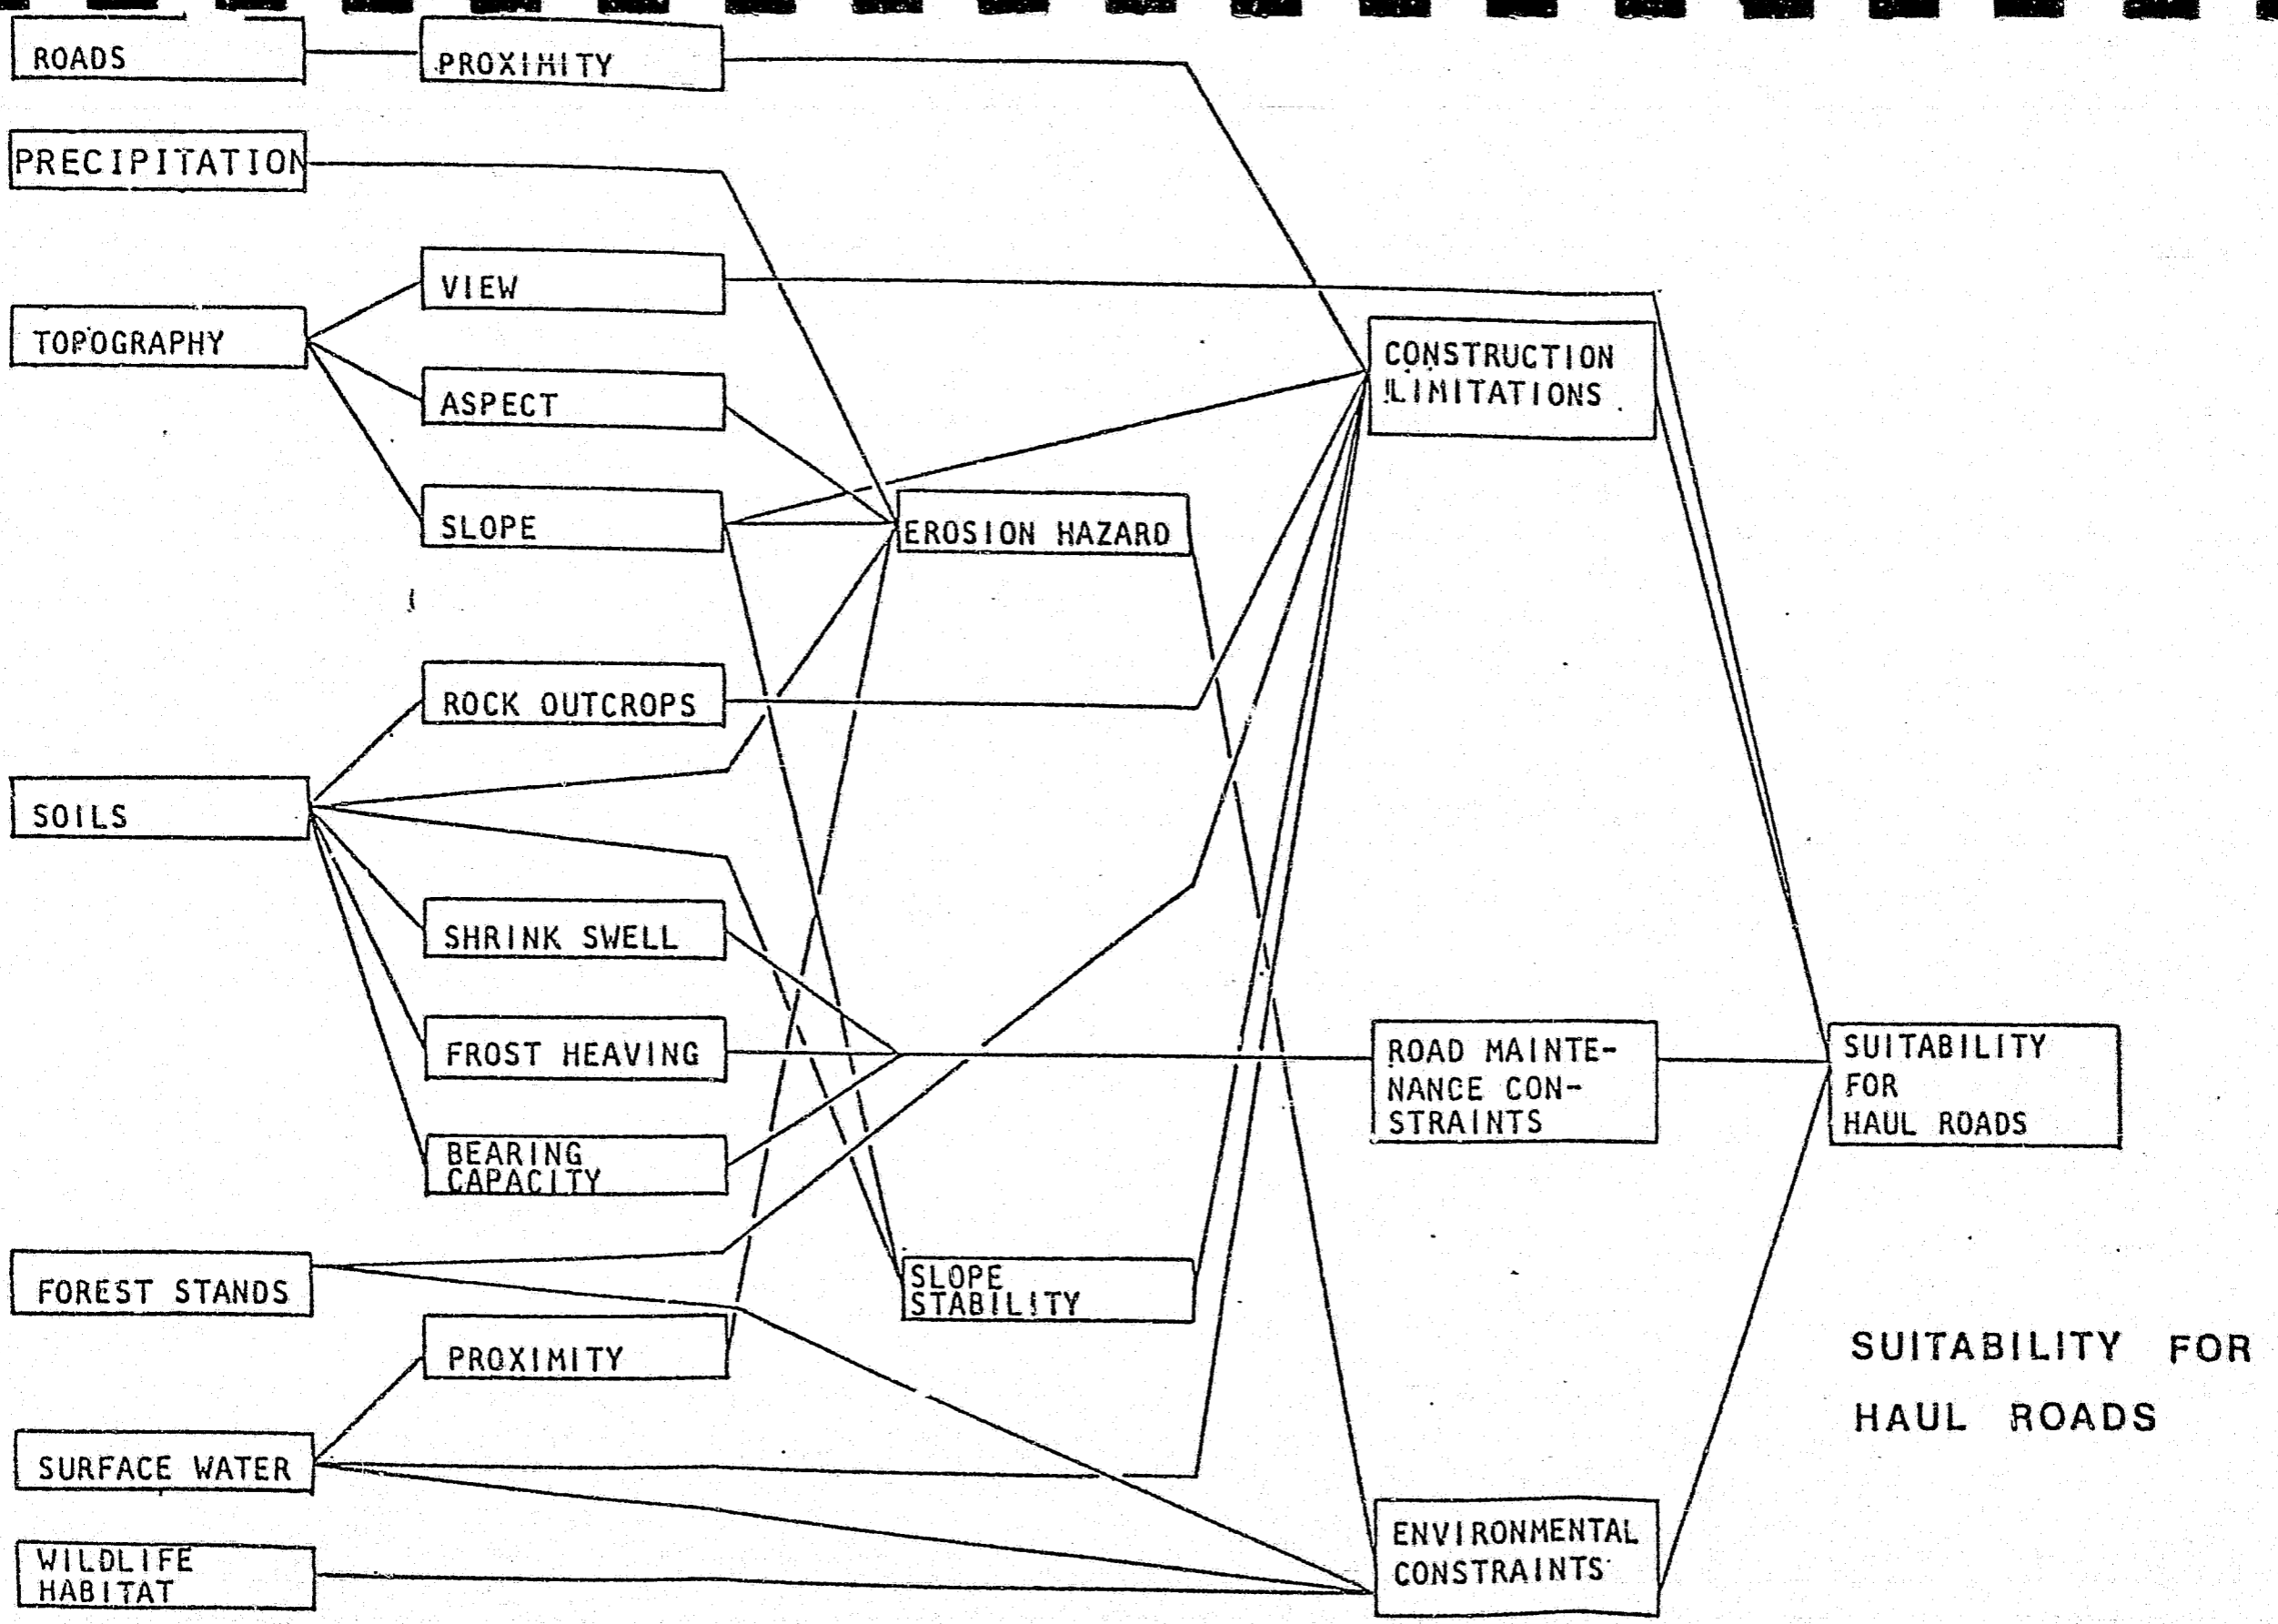 ROADS
PROXIMITY
PRECIPITATION
VIEW
TOPOGRAPHY
CONSTRUCTION
LIMITATIONS
ASPECT
SLOPE
EROSION HAZARD
ROCK OUTCROPS
SOILS
SHRINK SWELL
FROST HEAVING
ROAD MAINTE-
NANCE CON-
STRAINTS
SUITABILITY
FOR
HAUL ROADS
BEARING
CAPACITY
FOREST STANDS
SLOPE
STABILITY
PROXIMITY
SUITABILITY FOR
HAUL ROADS
SURFACE WATER
ENVIRONMENTAL
CONSTRAINTS
WILDLIFE
HABITAT